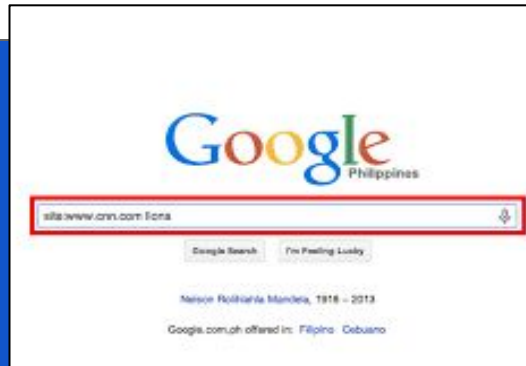 Google
Philippines
site:www.cnn.com lions
Google Search I'm Feeling Lucky
Nelson Rolihlahla Mandela, 1918 – 2013
Google.com.ph offered in: Filipino Cebuano